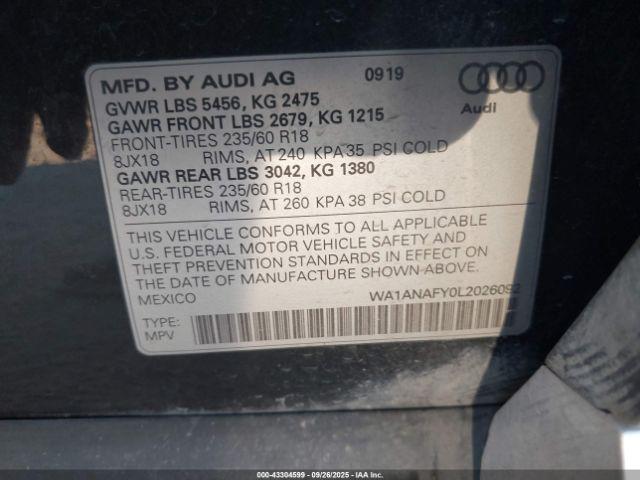 MFD. BY AUDI AG 0919
GVWR LBS 5456, KG 2475
GAWR FRONT LBS 2679, KG 1215
FRONT-TIRES 235/60 R18
8JX18 RIMS, AT 240 KPA 35 PSI COLD
GAWR REAR LBS 3042, KG 1380
REAR-TIRES 235/60 R18
8JX18 RIMS, AT 260 KPA 38 PSI COLD
Audi
THIS VEHICLE CONFORMS TO ALL APPLICABLE
U.S. FEDERAL MOTOR VEHICLE SAFETY AND
THEFT PREVENTION STANDARDS IN EFFECT ON
THE DATE OF MANUFACTURE SHOWN ABOVE.
MEXICO WA1ANAFY0L2026092
TYPE:
MPV
000-43304599 - 09/26/2025 - IAA, Inc.